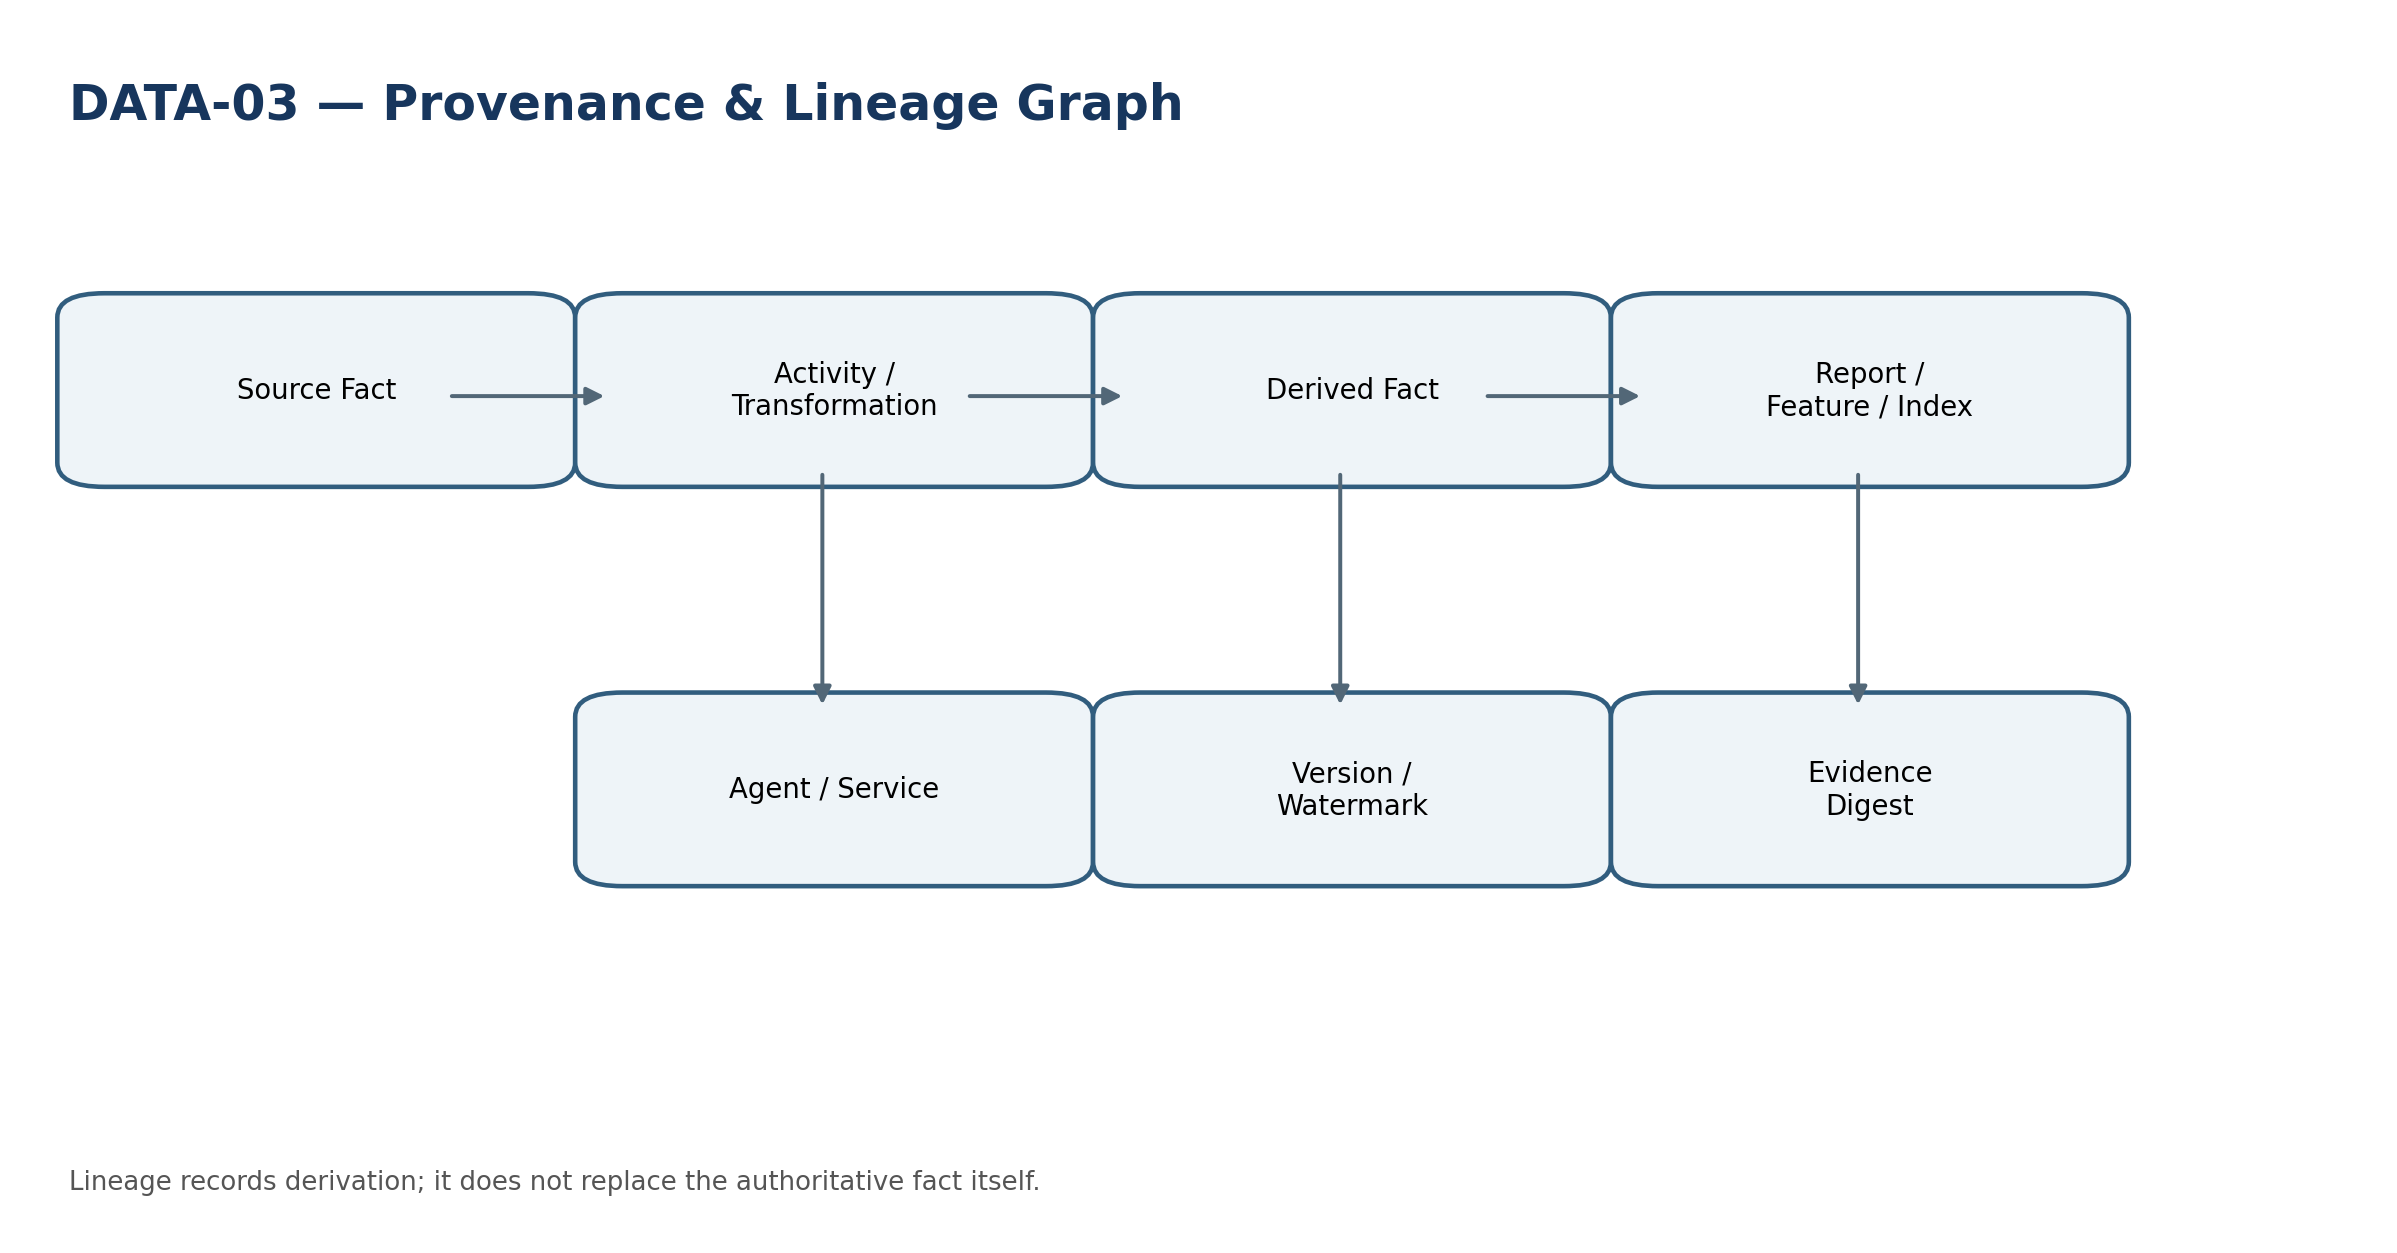 DATA-03 — Provenance & Lineage Graph
Source Fact
Activity /
Transformation
Derived Fact
Report /
Feature / Index
Agent / Service
Version /
Watermark
Evidence
Digest
Lineage records derivation; it does not replace the authoritative fact itself.